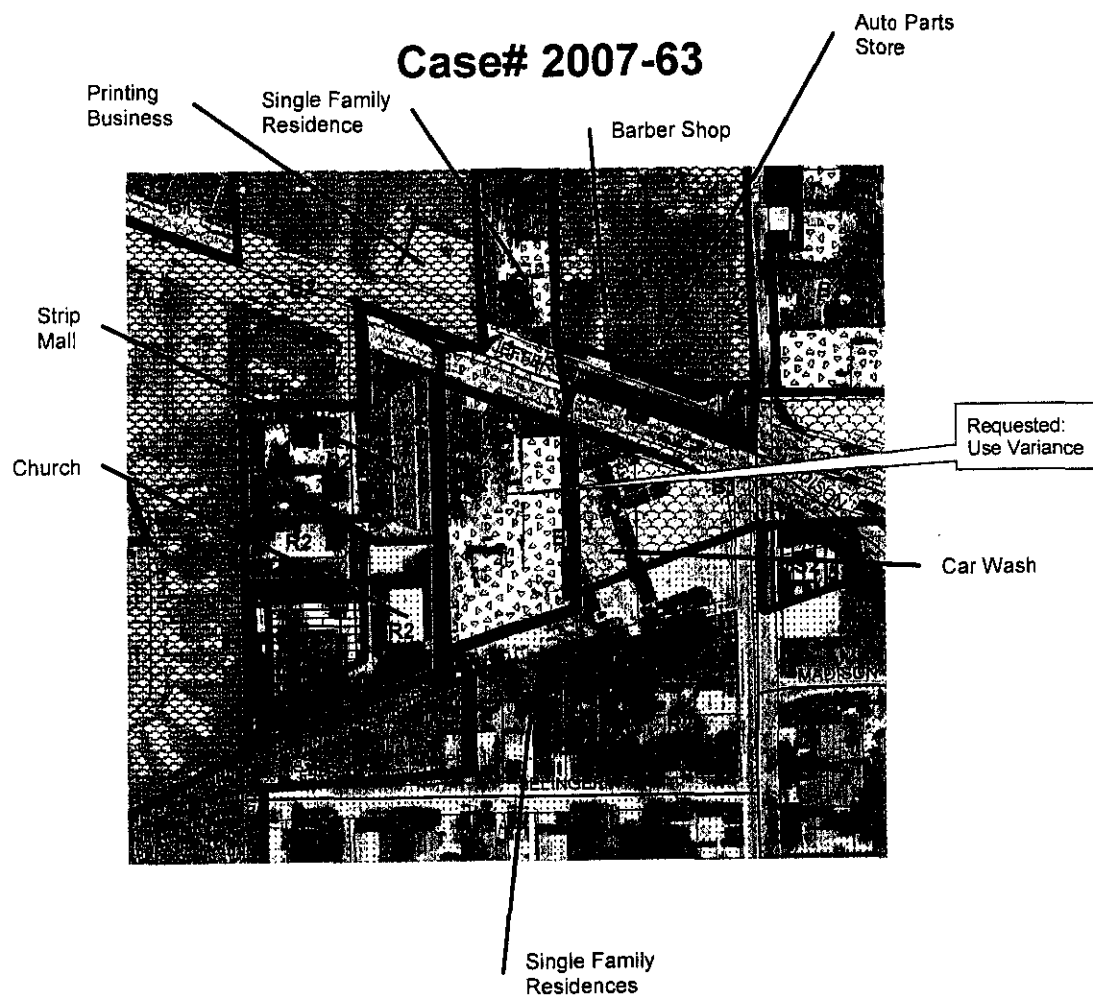 Case# 2007-63
Auto Parts
Store
Printing
Business
Single Family
Residence
Barber Shop
Strip
Mall
Requested:
Use Variance
Church
R2
Car Wash
R2
MADISON
Single Family
Residences